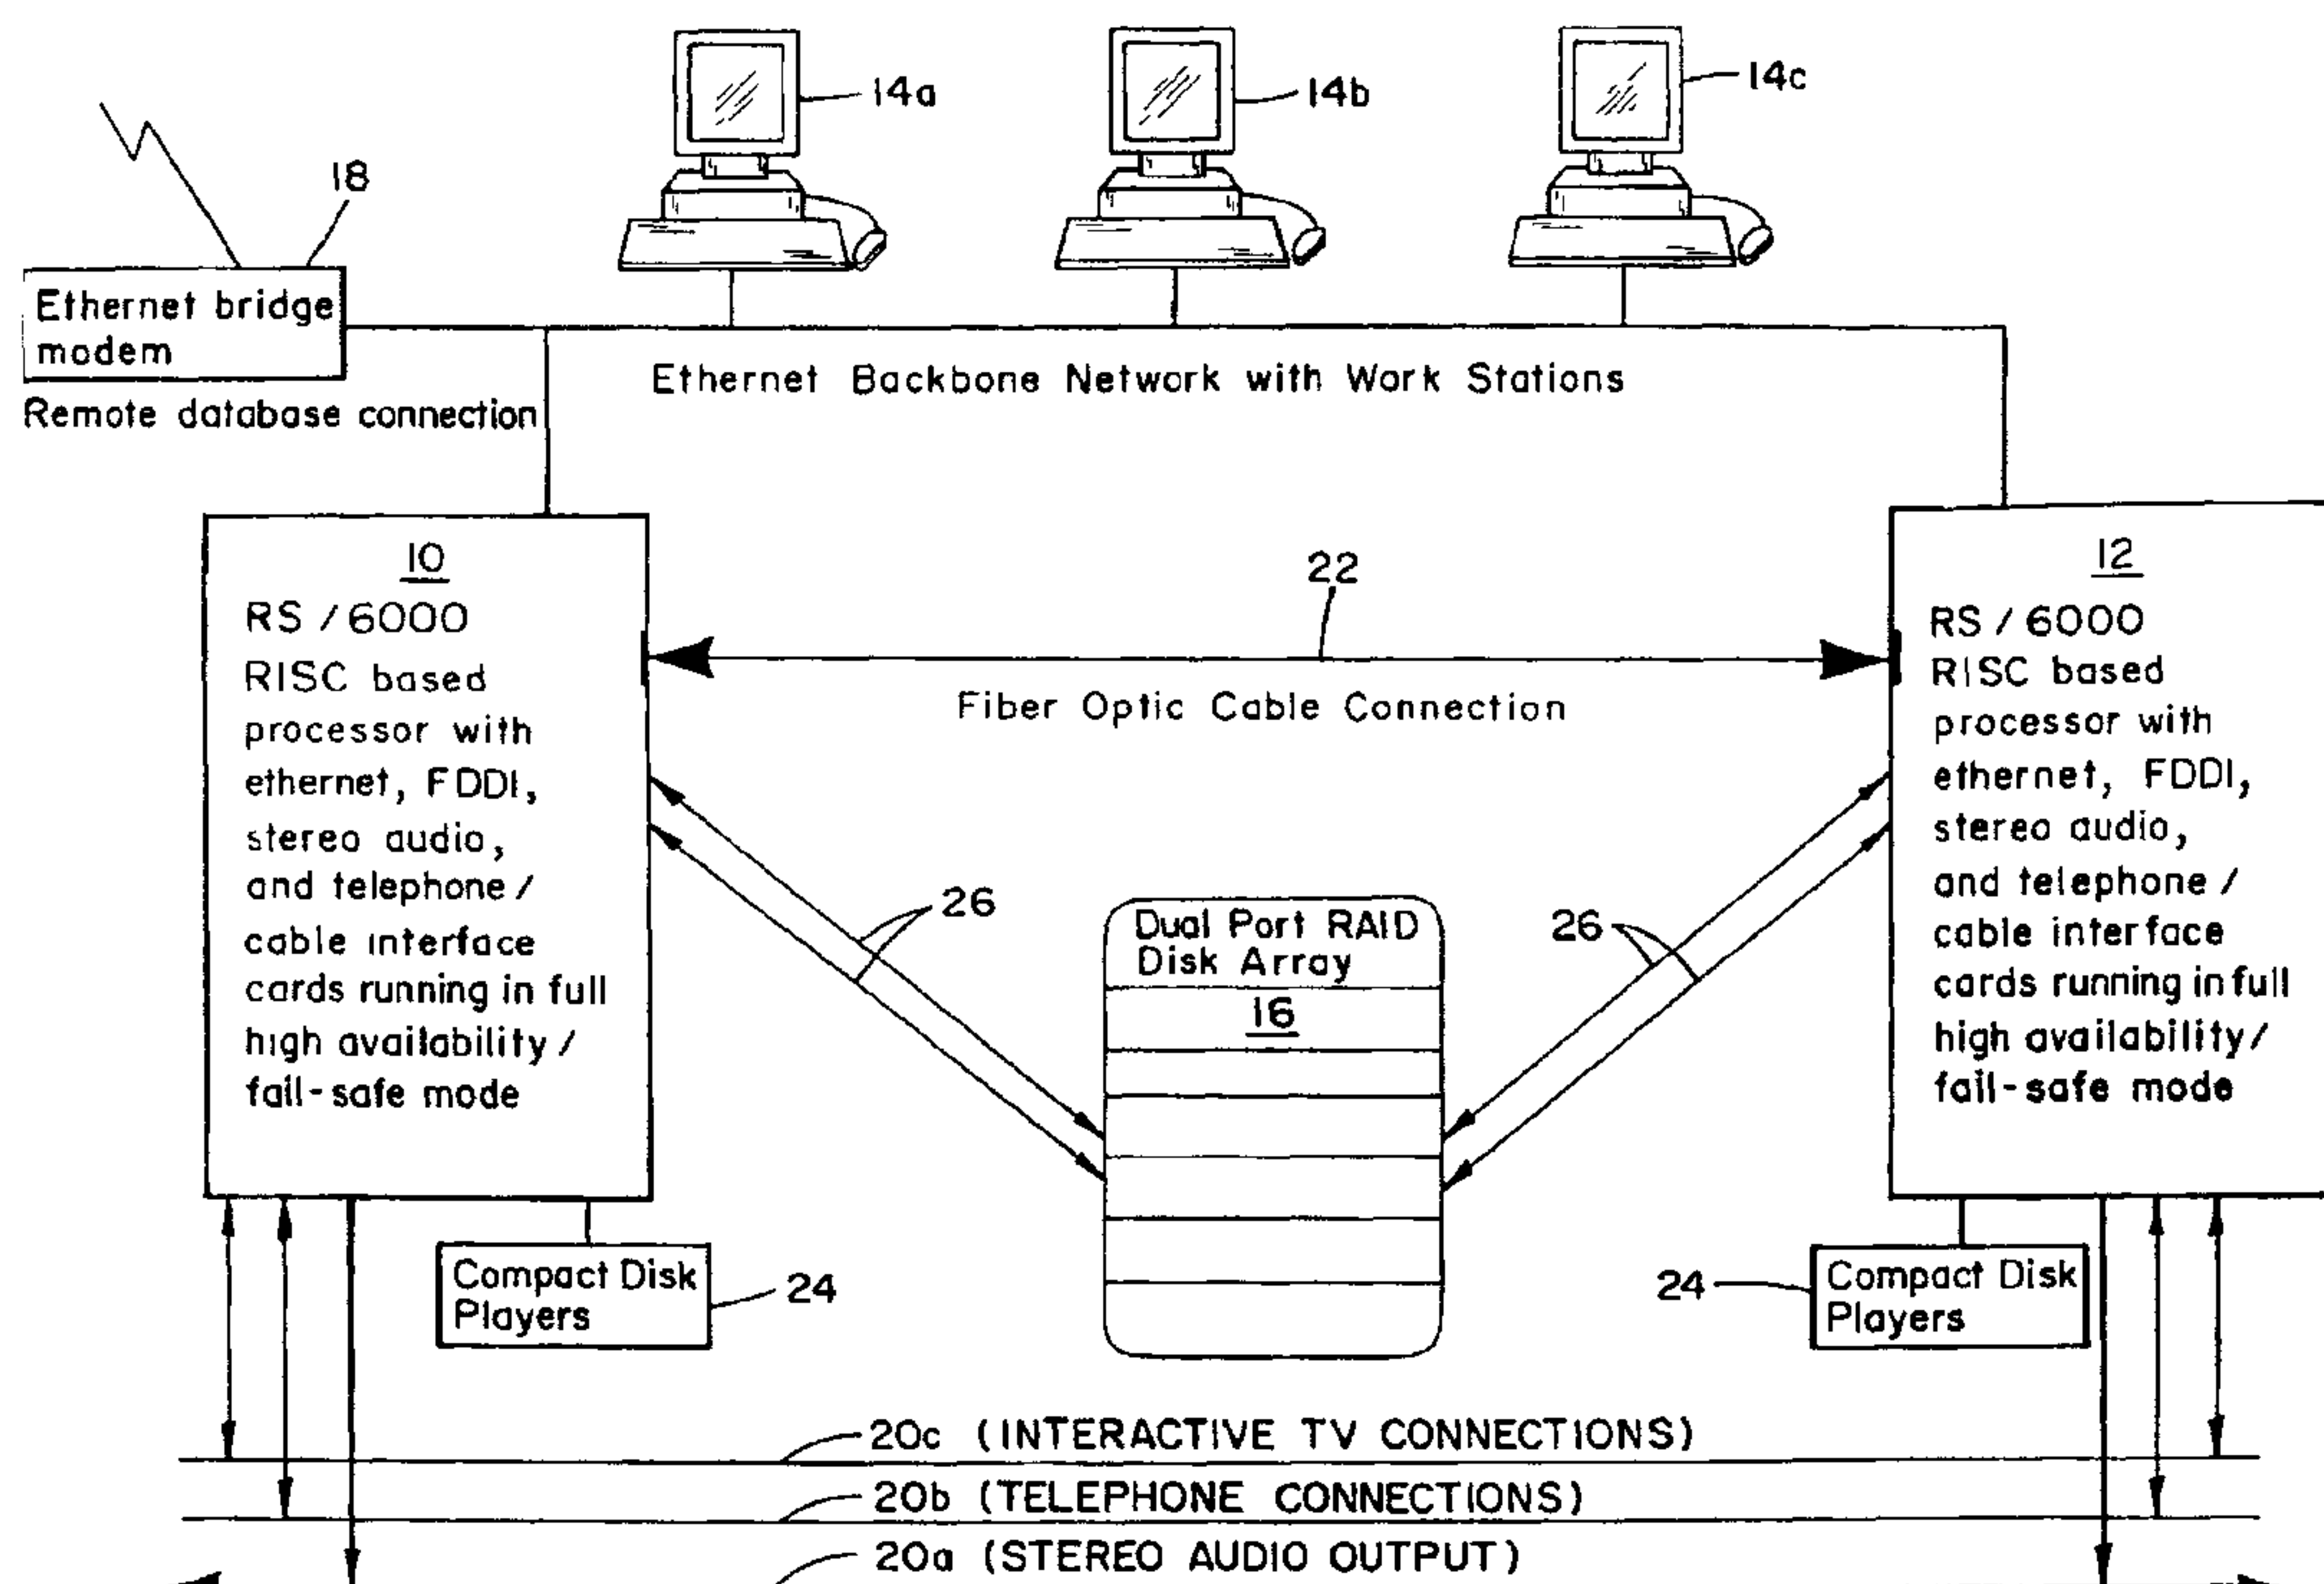 14a
14b
14c
18
Ethernet bridge
modem
Remote database connection
Ethernet Backbone Network with Work Stations
10
RS / 6000
RISC based
processor with
ethernet, FDDI,
stereo audio,
and telephone /
cable interface
cards running in full
high availability /
fail-safe mode
22
Fiber Optic Cable Connection
12
RS / 6000
RISC based
processor with
ethernet, FDDI,
stereo audio,
and telephone /
cable interface
cards running in full
high availability/
fail-safe mode
26
Dual Port RAID
Disk Array
16
26
Compact Disk
Players
24
24
Compact Disk
Players
20c (INTERACTIVE TV CONNECTIONS)
20b (TELEPHONE CONNECTIONS)
20a (STEREO AUDIO OUTPUT)